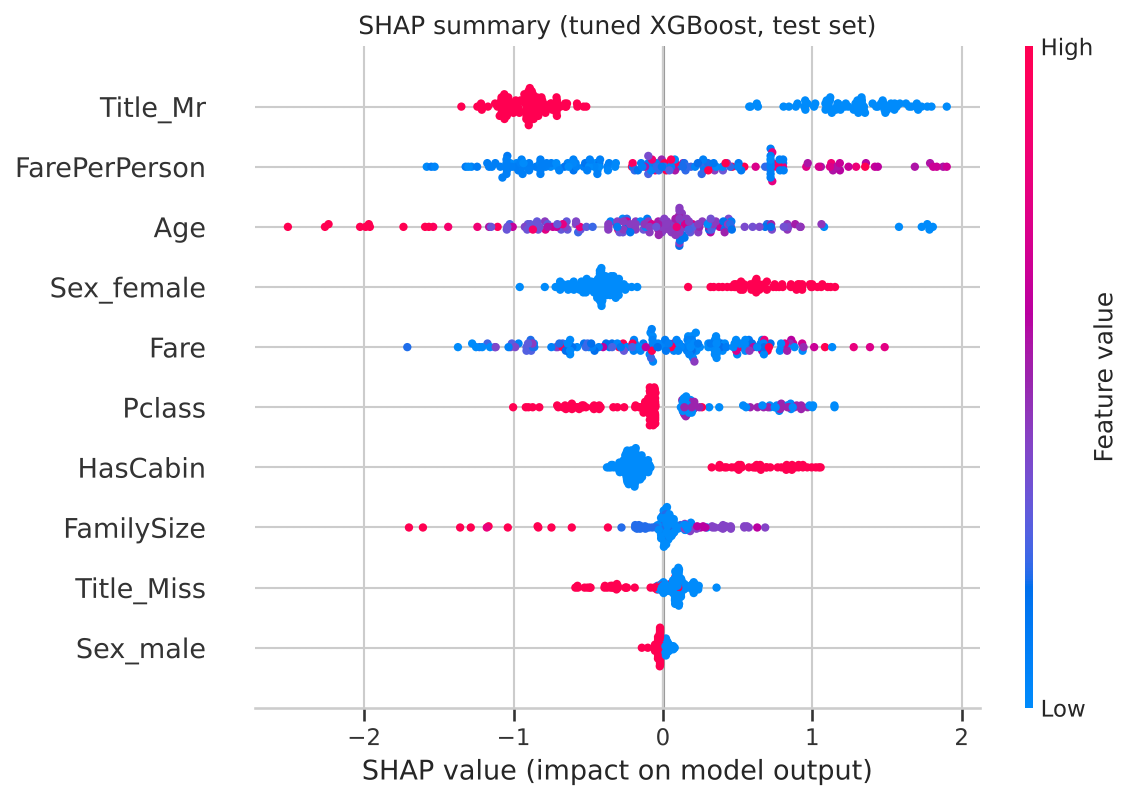 SHAP summary (tuned XGBoost, test set)
High
Title_Mr
FarePerPerson
Age
Sex_female
Fare
Pclass
HasCabin
FamilySize
Title_Miss
Sex_male
Feature value
Low
−2
−1
0
1
2
SHAP value (impact on model output)